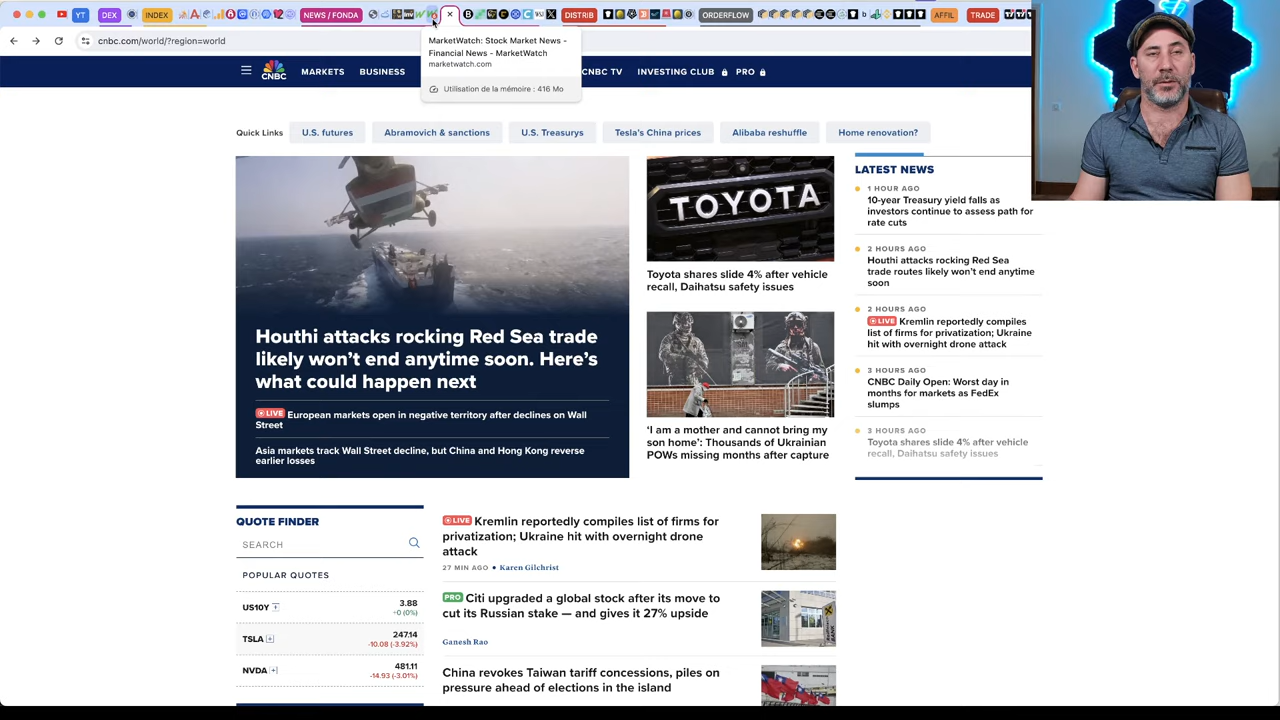 YT
DEX
INDEX
NEWS / FONDA
DISTRIB
ORDERFLOW
AFFIL
TRADE
cnbc.com/world/?region=world
MarketWatch: Stock Market News -
Financial News - MarketWatch
marketwatch.com
Utilisation de la mémoire : 416 Mo
CNBC
MARKETS
BUSINESS
CNBC TV
INVESTING CLUB
PRO
Quick Links
U.S. futures
Abramovich & sanctions
U.S. Treasurys
Tesla's China prices
Alibaba reshuffle
Home renovation?
Houthi attacks rocking Red Sea trade
likely won't end anytime soon. Here's
what could happen next
LIVE European markets open in negative territory after declines on Wall
Street
Asia markets track Wall Street decline, but China and Hong Kong reverse
earlier losses
TOYOTA
Toyota shares slide 4% after vehicle
recall, Daihatsu safety issues
'I am a mother and cannot bring my
son home': Thousands of Ukrainian
POWs missing months after capture
LATEST NEWS
1 HOUR AGO
10-year Treasury yield falls as
investors continue to assess path for
rate cuts
2 HOURS AGO
Houthi attacks rocking Red Sea
trade routes likely won't end anytime
soon
2 HOURS AGO
LIVE Kremlin reportedly compiles
list of firms for privatization; Ukraine
hit with overnight drone attack
3 HOURS AGO
CNBC Daily Open: Worst day in
months for markets as FedEx
slumps
3 HOURS AGO
Toyota shares slide 4% after vehicle
recall, Daihatsu safety issues
QUOTE FINDER
SEARCH
POPULAR QUOTES
US10Y
3.88
+0 (0%)
TSLA
247.14
-10.08 (-3.92%)
NVDA
481.11
-14.93 (-3.01%)
LIVE Kremlin reportedly compiles list of firms for
privatization; Ukraine hit with overnight drone
attack
27 MIN AGO • Karen Gilchrist
PRO Citi upgraded a global stock after its move to
cut its Russian stake — and gives it 27% upside
Ganesh Rao
China revokes Taiwan tariff concessions, piles on
pressure ahead of elections in the island